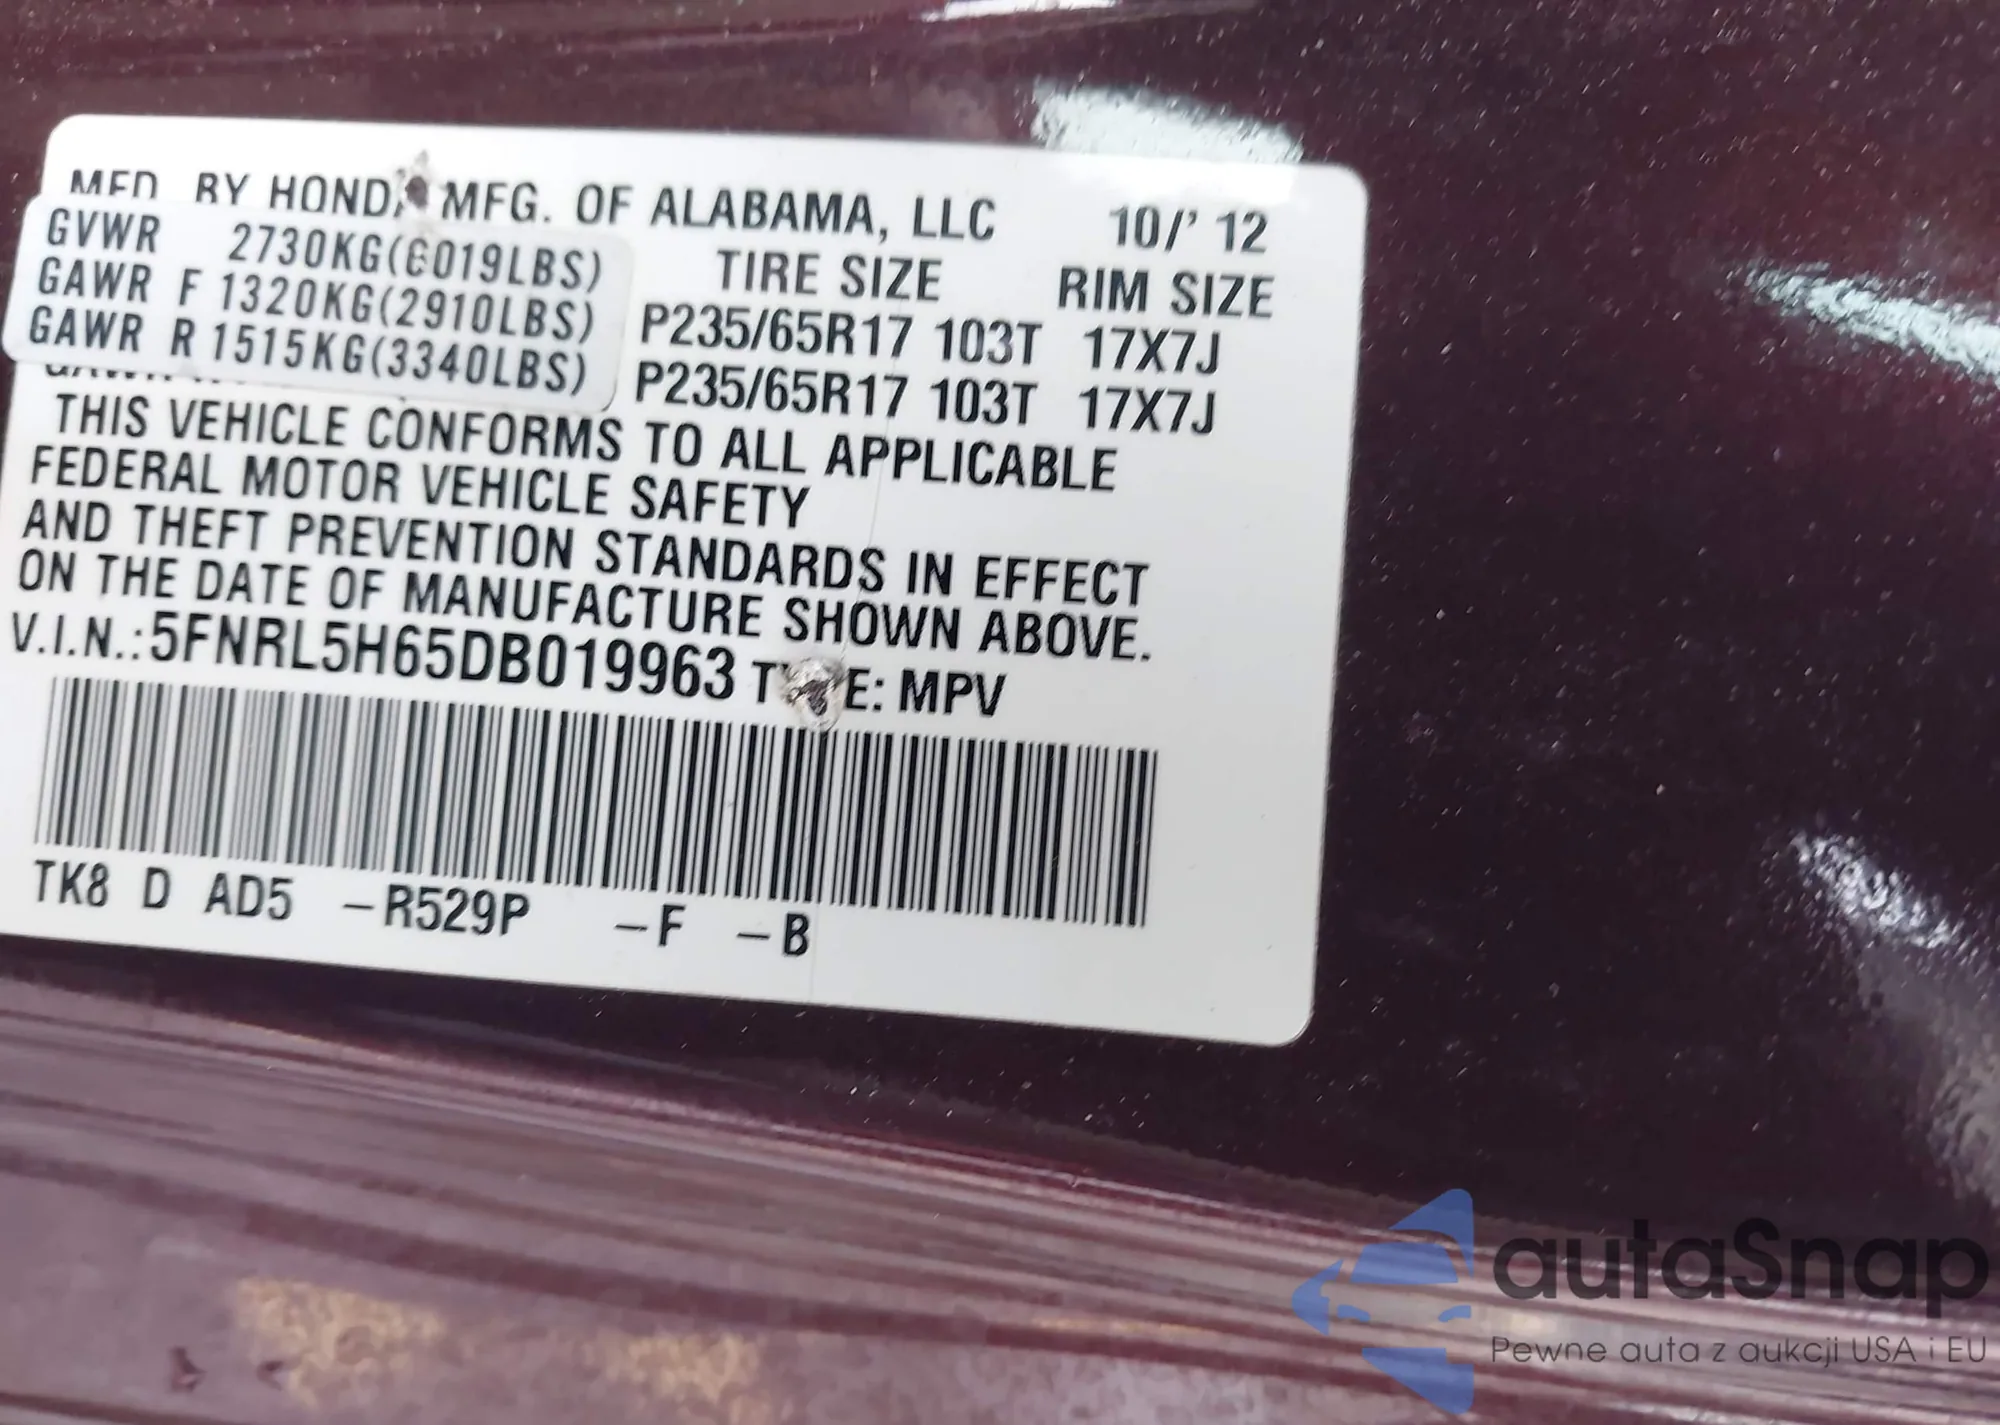 MFD BY HONDA MFG. OF ALABAMA, LLC 10/' 12
GVWR 2730KG(6019LBS) TIRE SIZE RIM SIZE
GAWR F 1320KG(2910LBS) P235/65R17 103T 17X7J
GAWR R 1515KG(3340LBS) P235/65R17 103T 17X7J
THIS VEHICLE CONFORMS TO ALL APPLICABLE
FEDERAL MOTOR VEHICLE SAFETY
AND THEFT PREVENTION STANDARDS IN EFFECT
ON THE DATE OF MANUFACTURE SHOWN ABOVE.
V.I.N.:5FNRL5H65DB019963 TYPE: MPV
TK8 D AD5 –R529P –F –B
autaSnap
Pewne auta z aukcji USA i EU